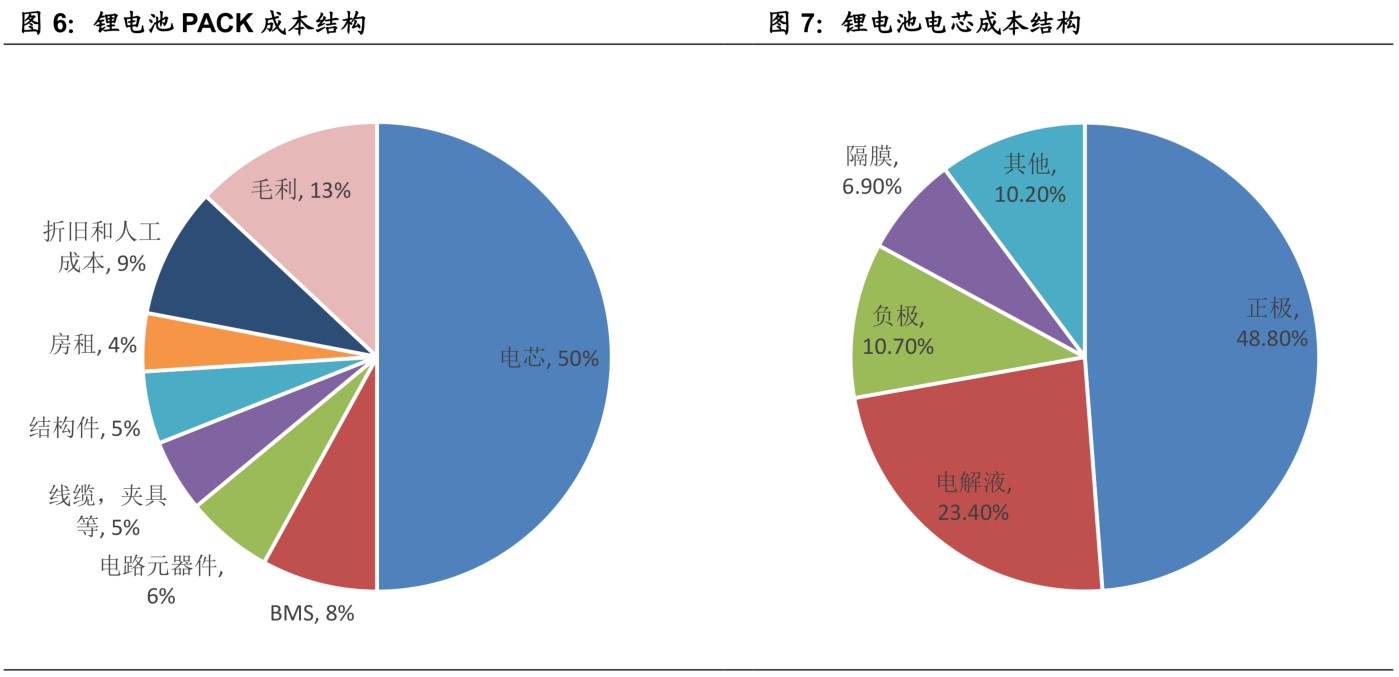 图 6：锂电池 PACK 成本结构
毛利, 13%
折旧和人工
成本, 9%
房租, 4%
结构件, 5%
线缆，夹具
等, 5%
电路元器件,
6%
BMS, 8%
电芯, 50%
图 7：锂电池电芯成本结构
隔膜,
6.90%
其他,
10.20%
负极,
10.70%
正极,
48.80%
电解液,
23.40%